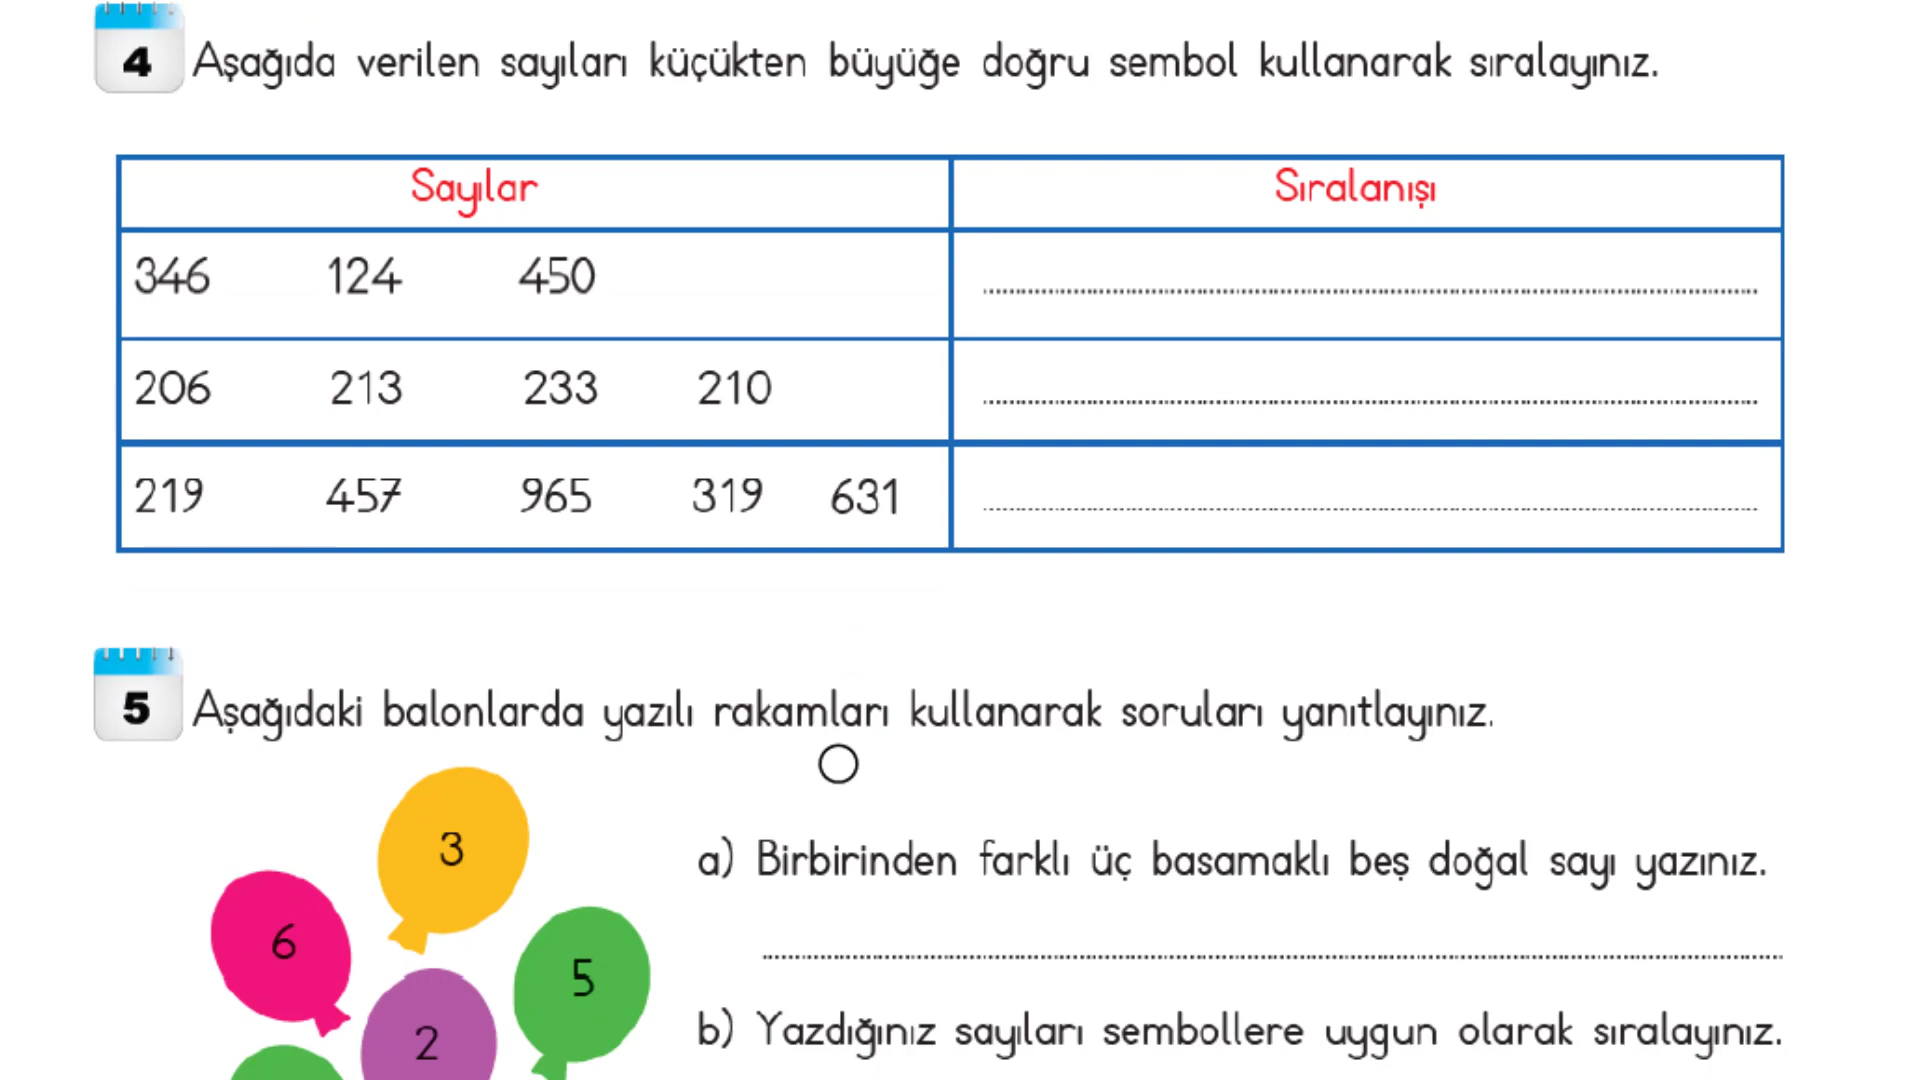 4 Aşağıda verilen sayıları küçükten büyüğe doğru sembol kullanarak sıralayınız.
Sayılar Sıralanışı
346 124 450
206 213 233 210
219 457 965 319 631
5 Aşağıdaki balonlarda yazılı rakamları kullanarak soruları yanıtlayınız.
3
6
5
2
a) Birbirinden farklı üç basamaklı beş doğal sayı yazınız.
b) Yazdığınız sayıları sembollere uygun olarak sıralayınız.